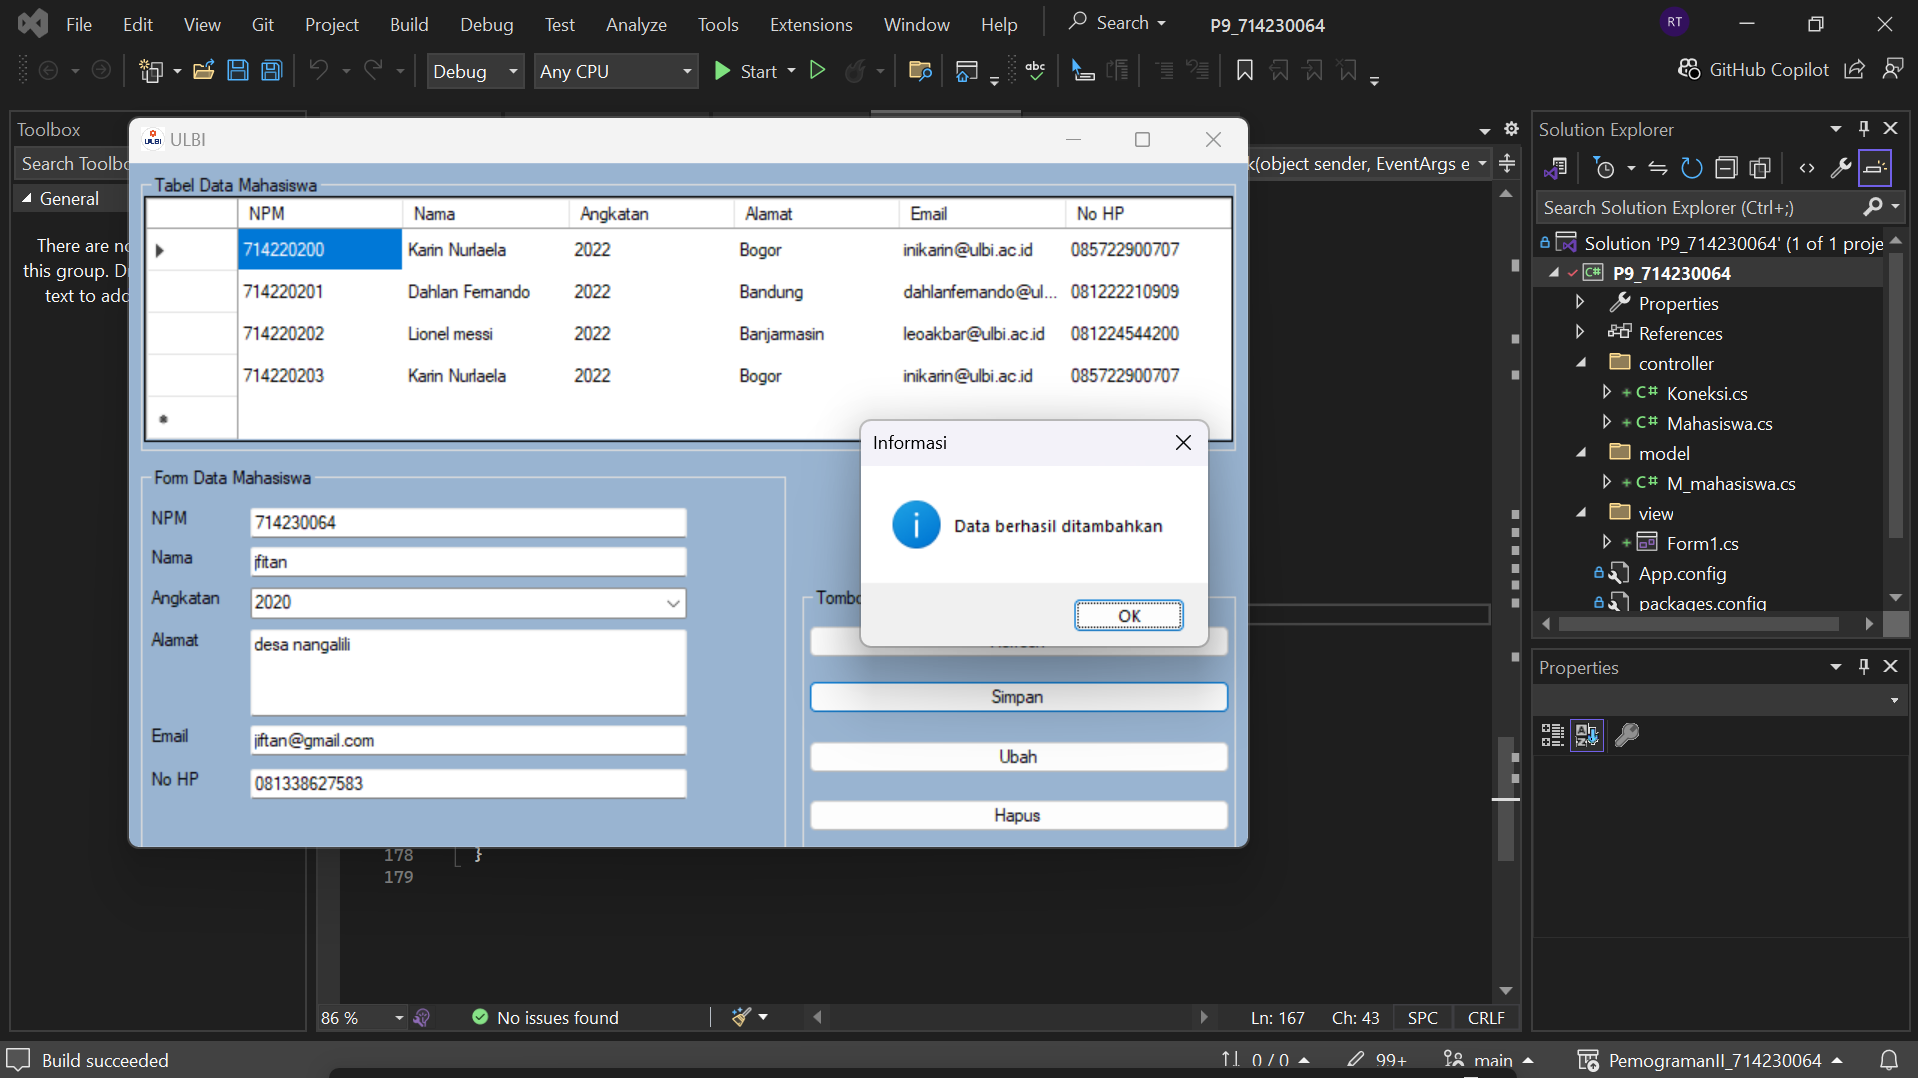 File Edit View Git Project Build Debug Test Analyze Tools Extensions Window Help Search P9_714230064 RT
Debug Any CPU Start abc GitHub Copilot
Toolbox
Search Toolbo
General
There are no
this group. D
text to add
ULBI ULBI
Tabel Data Mahasiswa
NPM Nama Angkatan Alamat Email No HP
714220200 Karin Nurlaela 2022 Bogor inikarin@ulbi.ac.id 085722900707
714220201 Dahlan Fernando 2022 Bandung dahlanfernando@ul... 081222210909
714220202 Lionel messi 2022 Banjarmasin leoakbar@ulbi.ac.id 081224544200
714220203 Karin Nurlaela 2022 Bogor inikarin@ulbi.ac.id 085722900707
Form Data Mahasiswa
NPM 714230064
Nama jfitan
Angkatan 2020
Alamat desa nangalili
Email jiftan@gmail.com
No HP 081338627583
Tombo
Simpan
Ubah
Hapus
Informasi
Data berhasil ditambahkan
OK
k(object sender, EventArgs e
178 }
179
86 % No issues found Ln: 167 Ch: 43 SPC CRLF
Solution Explorer
Search Solution Explorer (Ctrl+;)
Solution 'P9_714230064' (1 of 1 proje
C# P9_714230064
Properties
References
controller
C# Koneksi.cs
C# Mahasiswa.cs
model
C# M_mahasiswa.cs
view
Form1.cs
App.config
packages.config
Properties
Build succeeded 0 / 0 99+ main PemogramanII_714230064